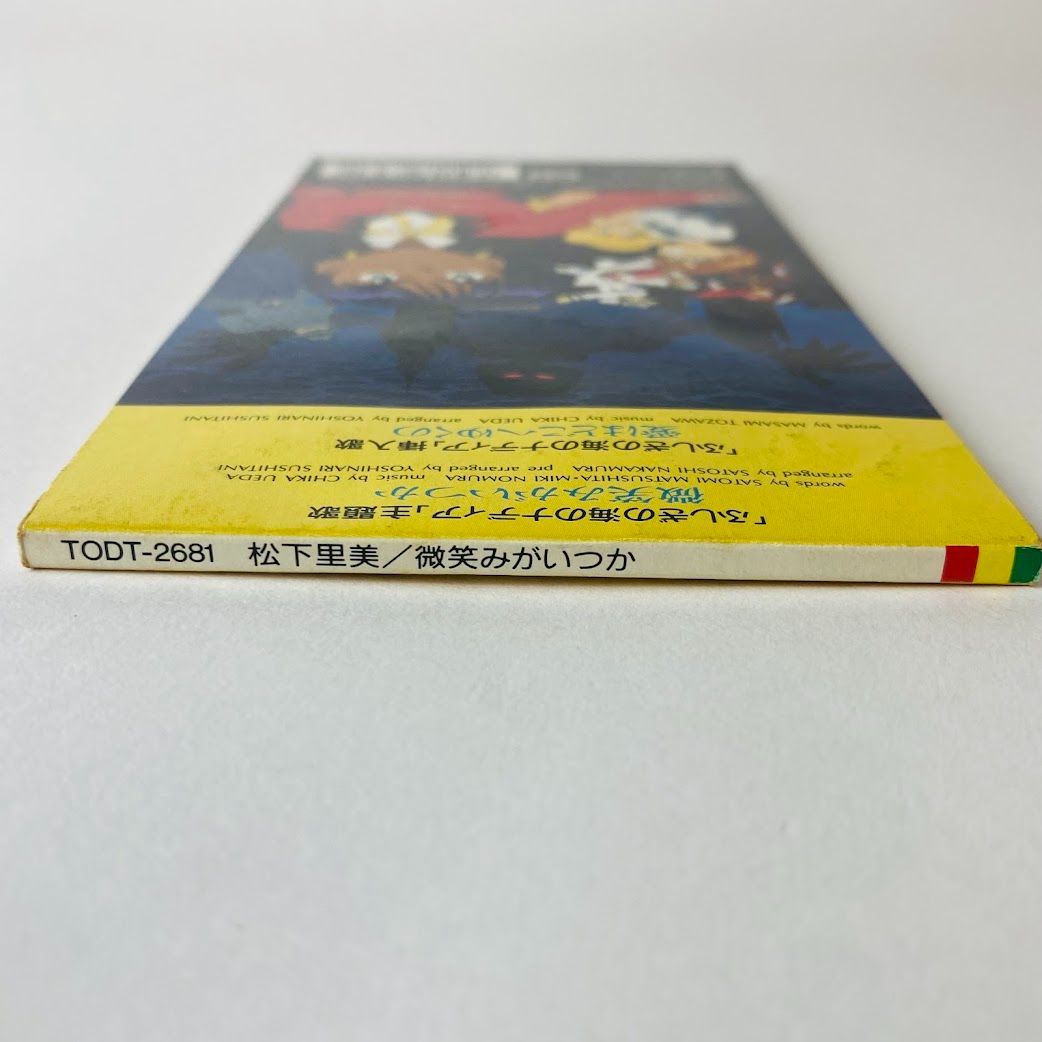 TODT-2681 松下里美／微笑みがいつか
「ふしぎの海のナディア」主題歌
微笑みがいつか
words by SATOMI MATSUSHITA・MIKI NOMURA music by CHIKA UEDA
arranged by SATOSHI NAKAMURA pre arranged by YOSHINARI SUSHITANI
「ふしぎの海のナディア」挿入歌
愛はどこへゆくの
words by MASAMI TOZAWA music by CHIKA UEDA arranged by YOSHINARI SUSHITANI